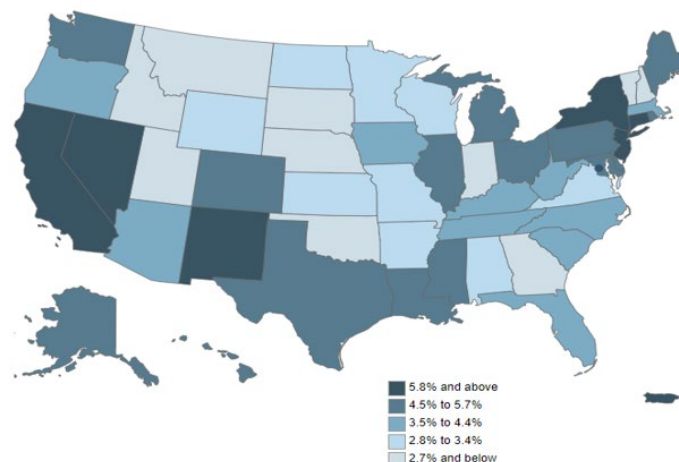 5.8% and above
4.5% to 5.7%
3.5% to 4.4%
2.8% to 3.4%
2.7% and below